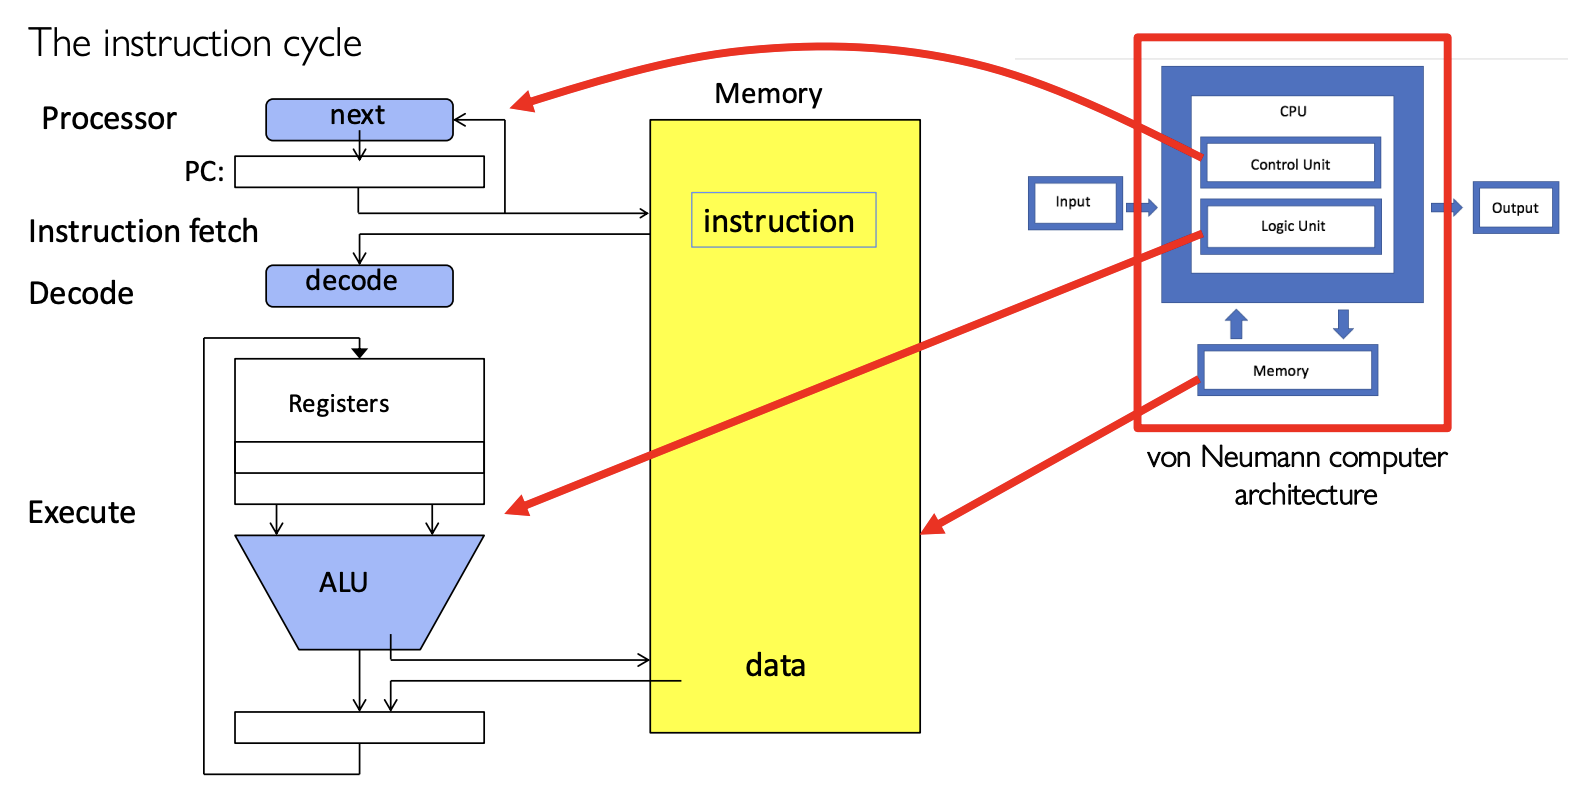 The instruction cycle
Processor
next
PC:
Instruction fetch
decode
Decode
Registers
Execute
ALU
Memory
instruction
data
CPU
Control Unit
Logic Unit
Input
Output
Memory
von Neumann computer
architecture